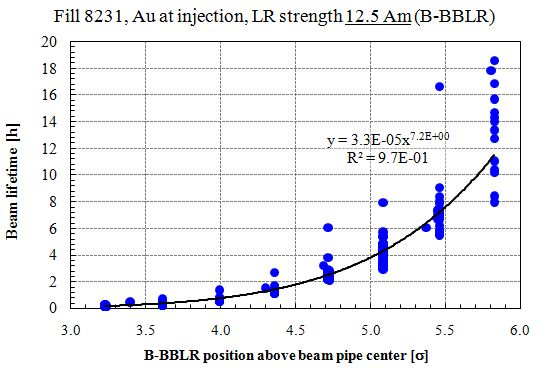 Fill 8231, Au at injection, LR strength 12.5 Am (B-BBLR)
20
18
16
14
12
10
8
6
4
2
0
Beam lifetime [h]
y = 3.3E-05x^7.2E+00
R² = 9.7E-01
3.0 3.5 4.0 4.5 5.0 5.5 6.0
B-BBLR position above beam pipe center [σ]